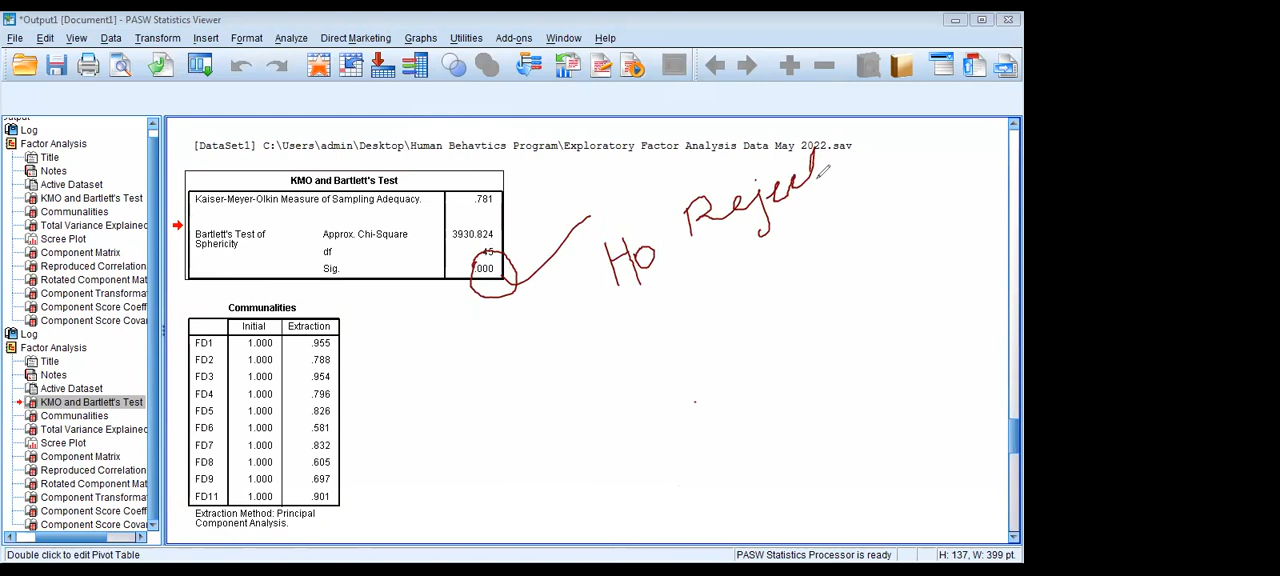 *Output1 [Document1] - PASW Statistics Viewer
File Edit View Data Transform Insert Format Analyze Direct Marketing Graphs Utilities Add-ons Window Help
Log
Factor Analysis
Title
Notes
Active Dataset
KMO and Bartlett's Test
Communalities
Total Variance Explained
Scree Plot
Component Matrix
Reproduced Correlation
Rotated Component Mat
Component Transforma
Component Score Coeff
Component Score Covar
Log
Factor Analysis
Title
Notes
Active Dataset
KMO and Bartlett's Test
Communalities
Total Variance Explained
Scree Plot
Component Matrix
Reproduced Correlation
Rotated Component Mat
Component Transforma
Component Score Coeff
Component Score Covar
[DataSet1] C:\Users\admin\Desktop\Human Behavtics Program\Exploratory Factor Analysis Data May 2022.sav
KMO and Bartlett's Test
Kaiser-Meyer-Olkin Measure of Sampling Adequacy. .781
Bartlett's Test of Sphericity Approx. Chi-Square 3930.824
df 45
Sig. .000
Ho Reject
Communalities
Initial Extraction
FD1 1.000 .955
FD2 1.000 .788
FD3 1.000 .954
FD4 1.000 .796
FD5 1.000 .826
FD6 1.000 .581
FD7 1.000 .832
FD8 1.000 .605
FD9 1.000 .697
FD11 1.000 .901
Extraction Method: Principal
Component Analysis.
Double click to edit Pivot Table
PASW Statistics Processor is ready
H: 137, W: 399 pt.